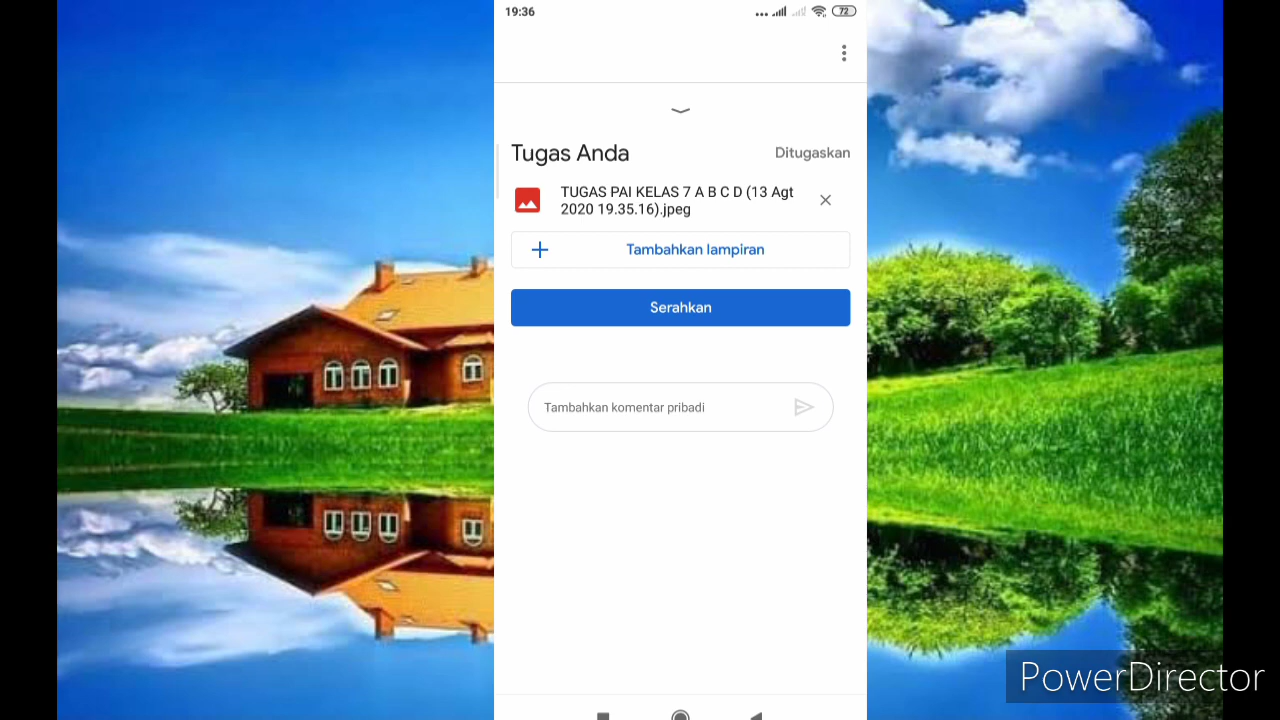 19:36
72
Tugas Anda
Ditugaskan
TUGAS PAI KELAS 7 A B C D (13 Agt
2020 19.35.16).jpeg
Tambahkan lampiran
Serahkan
Tambahkan komentar pribadi
PowerDirector